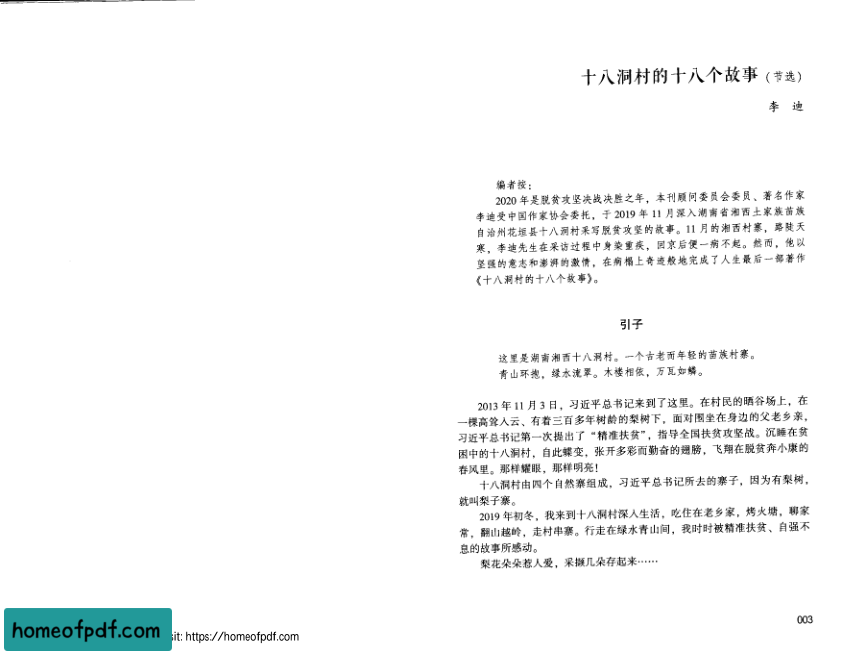 十八洞村的十八个故事（节选）
李 迪
编者按：
2020 年是脱贫攻坚决战决胜之年，本刊顾问委员会委员、著名作家
李迪受中国作家协会委托，于 2019 年 11 月深入湖南省湘西土家族苗族
自治州花垣县十八洞村采写脱贫攻坚的故事。11 月的湘西村寨，路陡天
寒，李迪先生在采访过程中身染重疾，回京后便一病不起。然而，他以
坚强的意志和澎湃的激情，在病榻上奇迹般地完成了人生最后一部著作
《十八洞村的十八个故事》。
引子
这里是湖南湘西十八洞村。一个古老而年轻的苗族村寨。
青山环抱，绿水流翠。木楼相依，万瓦如鳞。
2013 年 11 月 3 日，习近平总书记来到了这里。在村民的晒谷场上，在
一棵高耸入云、有着三百多年树龄的梨树下，面对围坐在身边的父老乡亲，
习近平总书记第一次提出了“精准扶贫”，指导全国扶贫攻坚战。沉睡在贫
困中的十八洞村，自此蝶变，张开多彩而勤奋的翅膀，飞翔在脱贫奔小康的
春风里。那样耀眼，那样明亮！
十八洞村由四个自然寨组成，习近平总书记所去的寨子，因为有梨树，
就叫梨子寨。
2019 年初冬，我来到十八洞村深入生活，吃住在老乡家，烤火塘，聊家
常，翻山越岭，走村串寨。行走在绿水青山间，我时时被精准扶贫、自强不
息的故事所感动。
梨花朵朵惹人爱，采撷几朵存起来……
003
homeofpdf.com
sit: https://homeofpdf.com